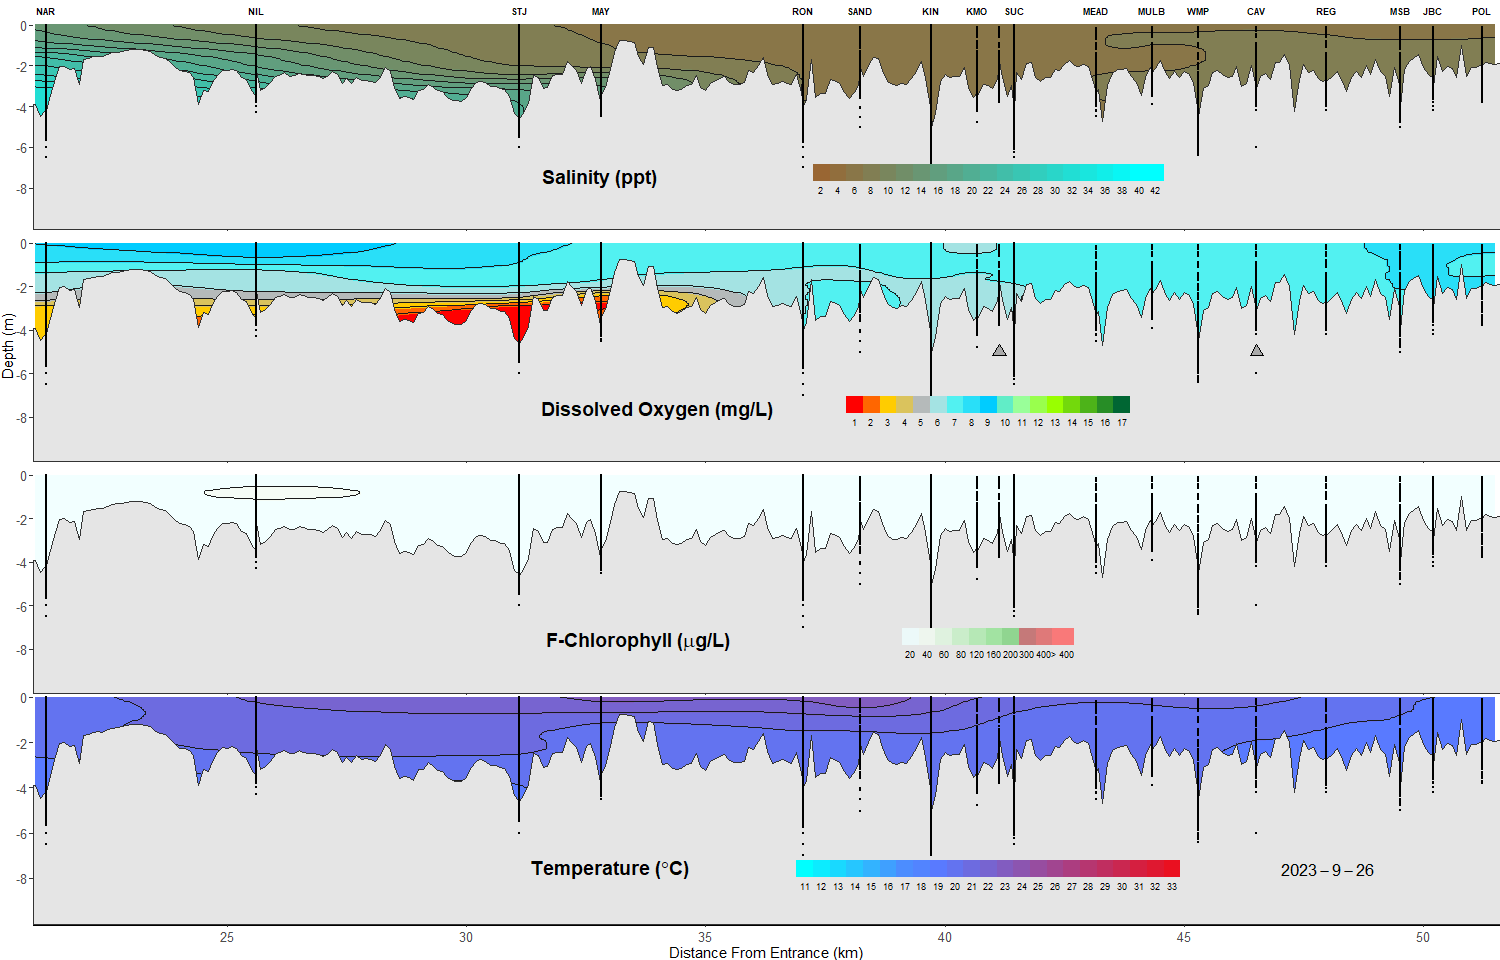 NAR NIL STJ MAY RON SAND KIN KMO SUC MEAD MULB WMP CAV REG MSB JBC POL
0
-2
-4
-6
-8
Salinity (ppt)
2 4 6 8 10 12 14 16 18 20 22 24 26 28 30 32 34 36 38 40 42
0
-2
-4
-6
-8
Depth (m)
Dissolved Oxygen (mg/L)
1 2 3 4 5 6 7 8 9 10 11 12 13 14 15 16 17
0
-2
-4
-6
-8
F-Chlorophyll (μg/L)
20 40 60 80 120 160 200 300 400 > 400
0
-2
-4
-6
-8
Temperature (°C)
11 12 13 14 15 16 17 18 19 20 21 22 23 24 25 26 27 28 29 30 31 32 33
2023 – 9 – 26
25 30 35 40 45 50
Distance From Entrance (km)